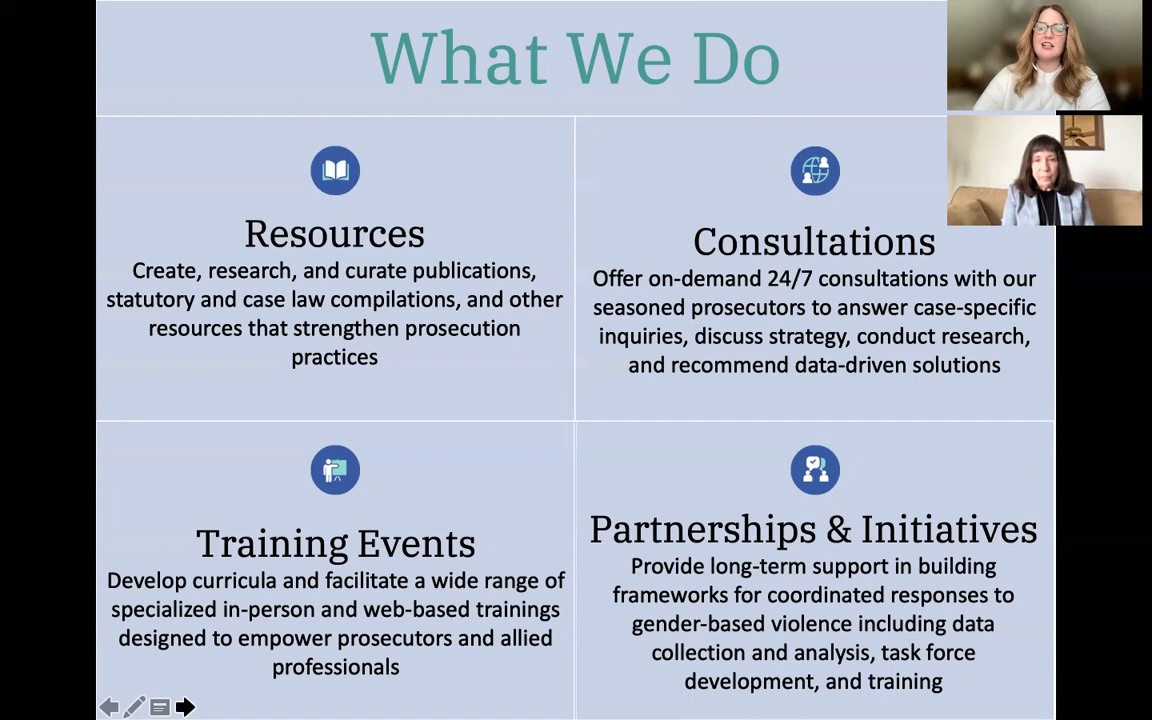 What We Do
Resources
Create, research, and curate publications,
statutory and case law compilations, and other
resources that strengthen prosecution
practices
Consultations
Offer on-demand 24/7 consultations with our
seasoned prosecutors to answer case-specific
inquiries, discuss strategy, conduct research,
and recommend data-driven solutions
Training Events
Develop curricula and facilitate a wide range of
specialized in-person and web-based trainings
designed to empower prosecutors and allied
professionals
Partnerships & Initiatives
Provide long-term support in building
frameworks for coordinated responses to
gender-based violence including data
collection and analysis, task force
development, and training